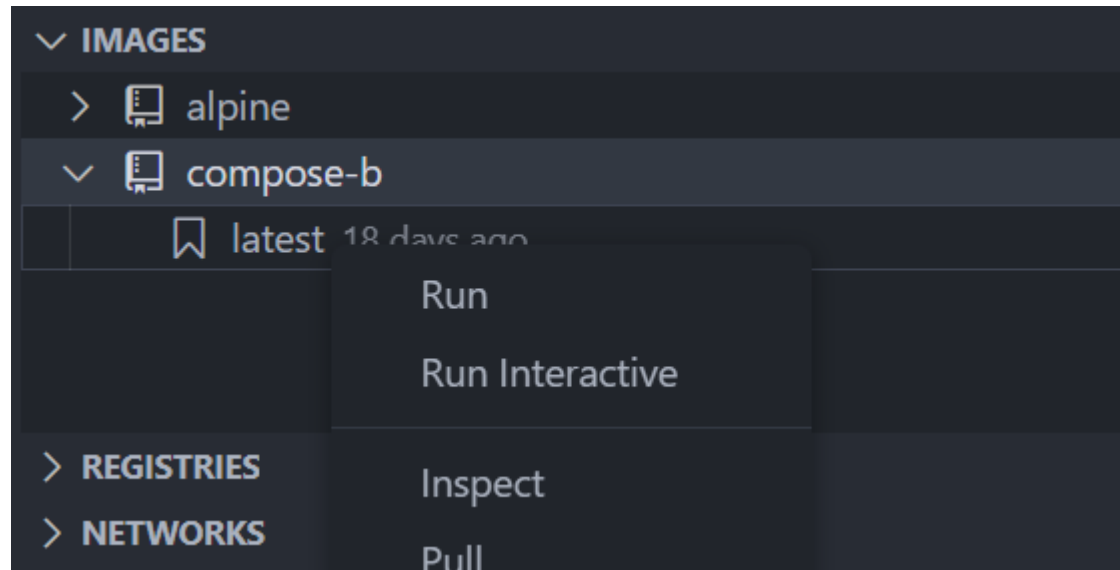 IMAGES
alpine
compose-b
latest 18 days ago
Run
Run Interactive
REGISTRIES
Inspect
NETWORKS
Pull